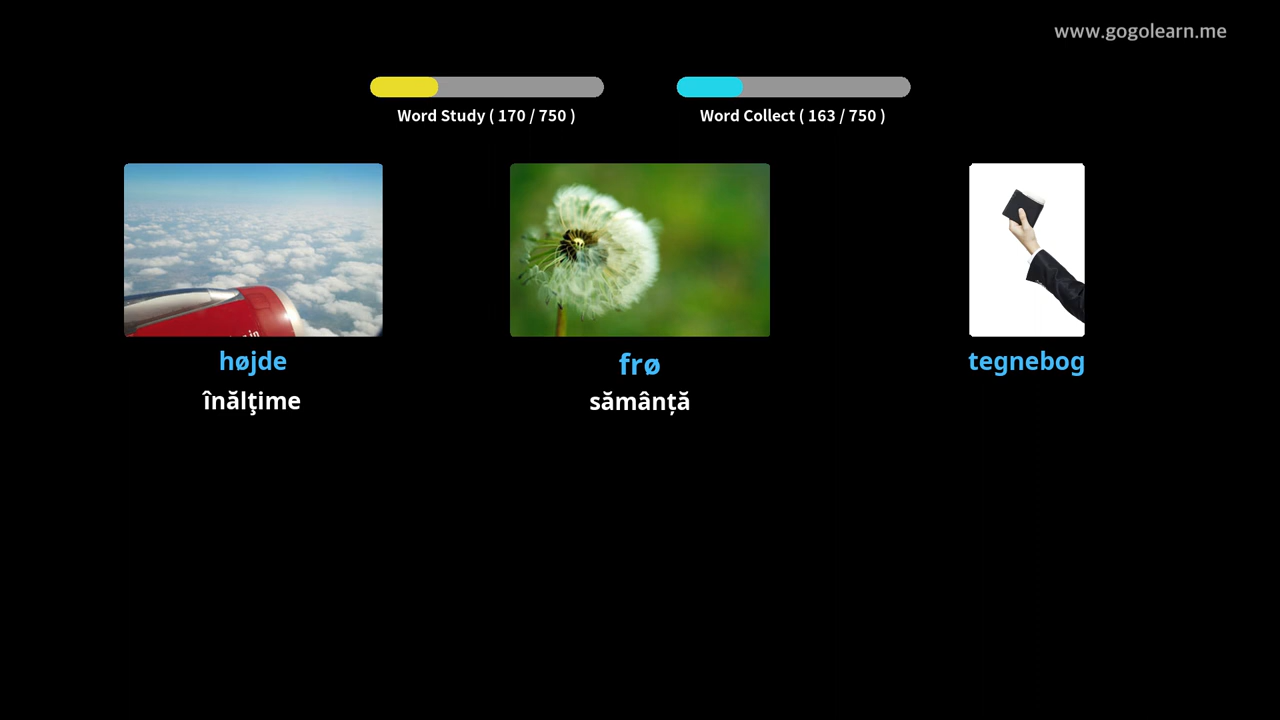 www.gogolearn.me
Word Study ( 170 / 750 )
Word Collect ( 163 / 750 )
højde
frø
tegnebog
înălţime
sămânță